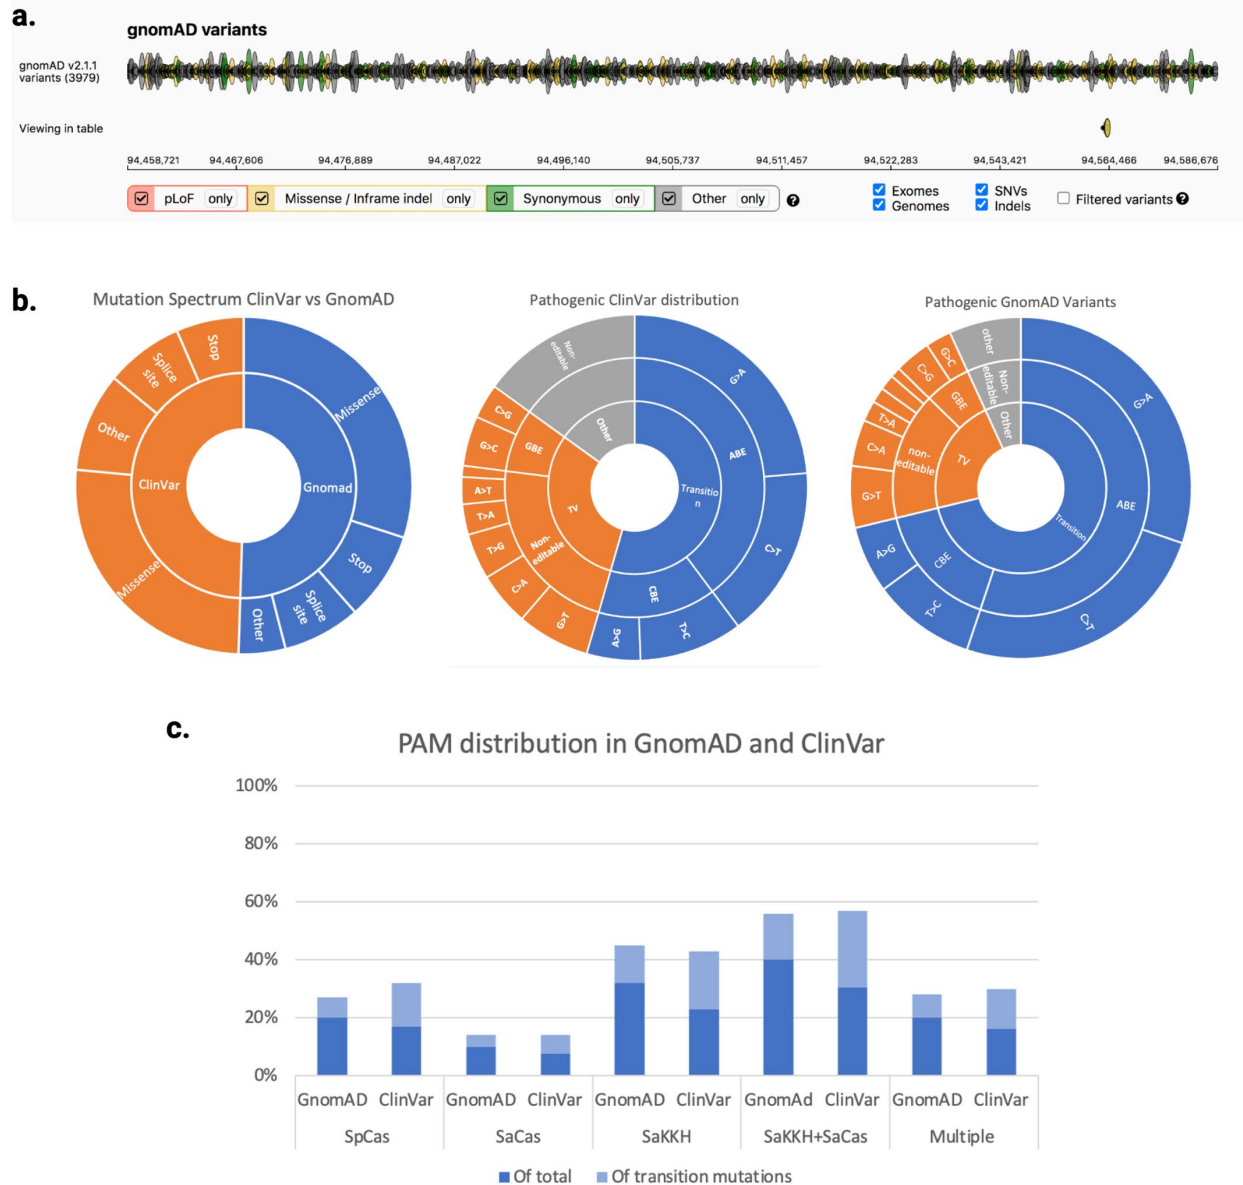 a.
gnomAD variants
gnomAD v2.1.1
variants (3979)
Viewing in table
94,458,721 94,467,606 94,476,889 94,487,022 94,496,140 94,505,737 94,511,457 94,522,283 94,543,421 94,564,466 94,586,676
pLoF only Missense / Inframe indel only Synonymous only Other only ?
Exomes
Genomes
SNVs
Indels
Filtered variants ?
b.
Mutation Spectrum ClinVar vs GnomAD
Stop
Splice
site
Other
Missense
ClinVar
Gnomad
Missense
Stop
Splice
site
Other
Pathogenic ClinVar distribution
Non-
editable
Other
G>A
ABE
Transitio
n
C>T
CBE
T>C
A>G
TV
GBE
C>G
G>C
A>T
T>A
T>G
C>A
G>T
Non-
editable
Pathogenic GnomAD Variants
other
Non-
editable
Other
G>A
ABE
Transition
C>T
CBE
T>C
A>G
TV
GBE
G>C
C>G
T>A
C>A
G>T
non-
editable
c.
PAM distribution in GnomAD and ClinVar
100%
80%
60%
40%
20%
0%
GnomAD ClinVar GnomAD ClinVar GnomAD ClinVar GnomAd ClinVar GnomAD ClinVar
SpCas SaCas SaKKH SaKKH+SaCas Multiple
Of total Of transition mutations